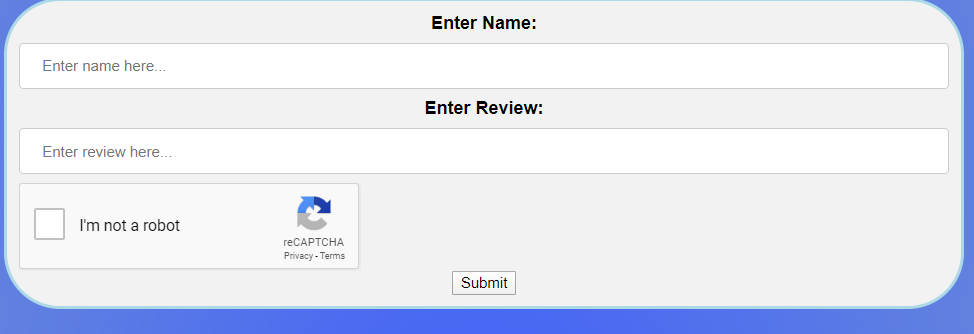 Enter Name:
Enter name here...
Enter Review:
Enter review here...
I'm not a robot
reCAPTCHA
Privacy - Terms
Submit